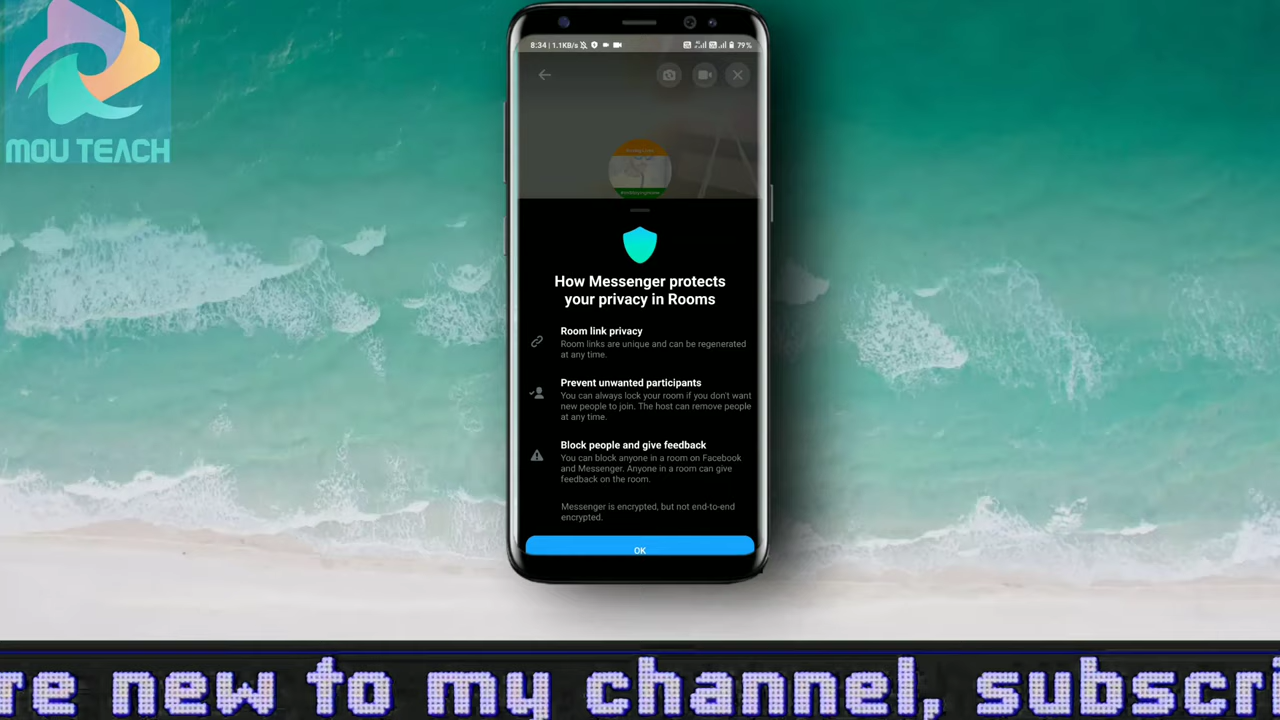 MOU TEACH
8:34 | 1.1KB/s
79%
How Messenger protects
your privacy in Rooms
Room link privacy
Room links are unique and can be regenerated
at any time.
Prevent unwanted participants
You can always lock your room if you don't want
new people to join. The host can remove people
at any time.
Block people and give feedback
You can block anyone in a room on Facebook
and Messenger. Anyone in a room can give
feedback on the room.
Messenger is encrypted, but not end-to-end
encrypted.
OK
re new to my channel, subscri